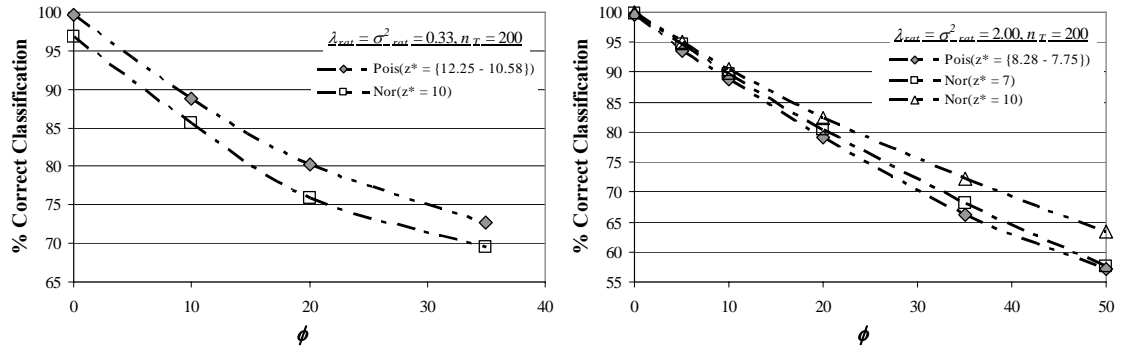 % Correct Classification
100
95
90
85
80
75
70
65
0
10
20
30
40
ϕ
λrat = σ²rat = 0.33, nT = 200
Pois(z* = {12.25 - 10.58})
Nor(z* = 10)
% Correct Classification
100
95
90
85
80
75
70
65
60
55
0
10
20
30
40
50
ϕ
λrat = σ²rat = 2.00, nT = 200
Pois(z* = {8.28 - 7.75})
Nor(z* = 7)
Nor(z* = 10)